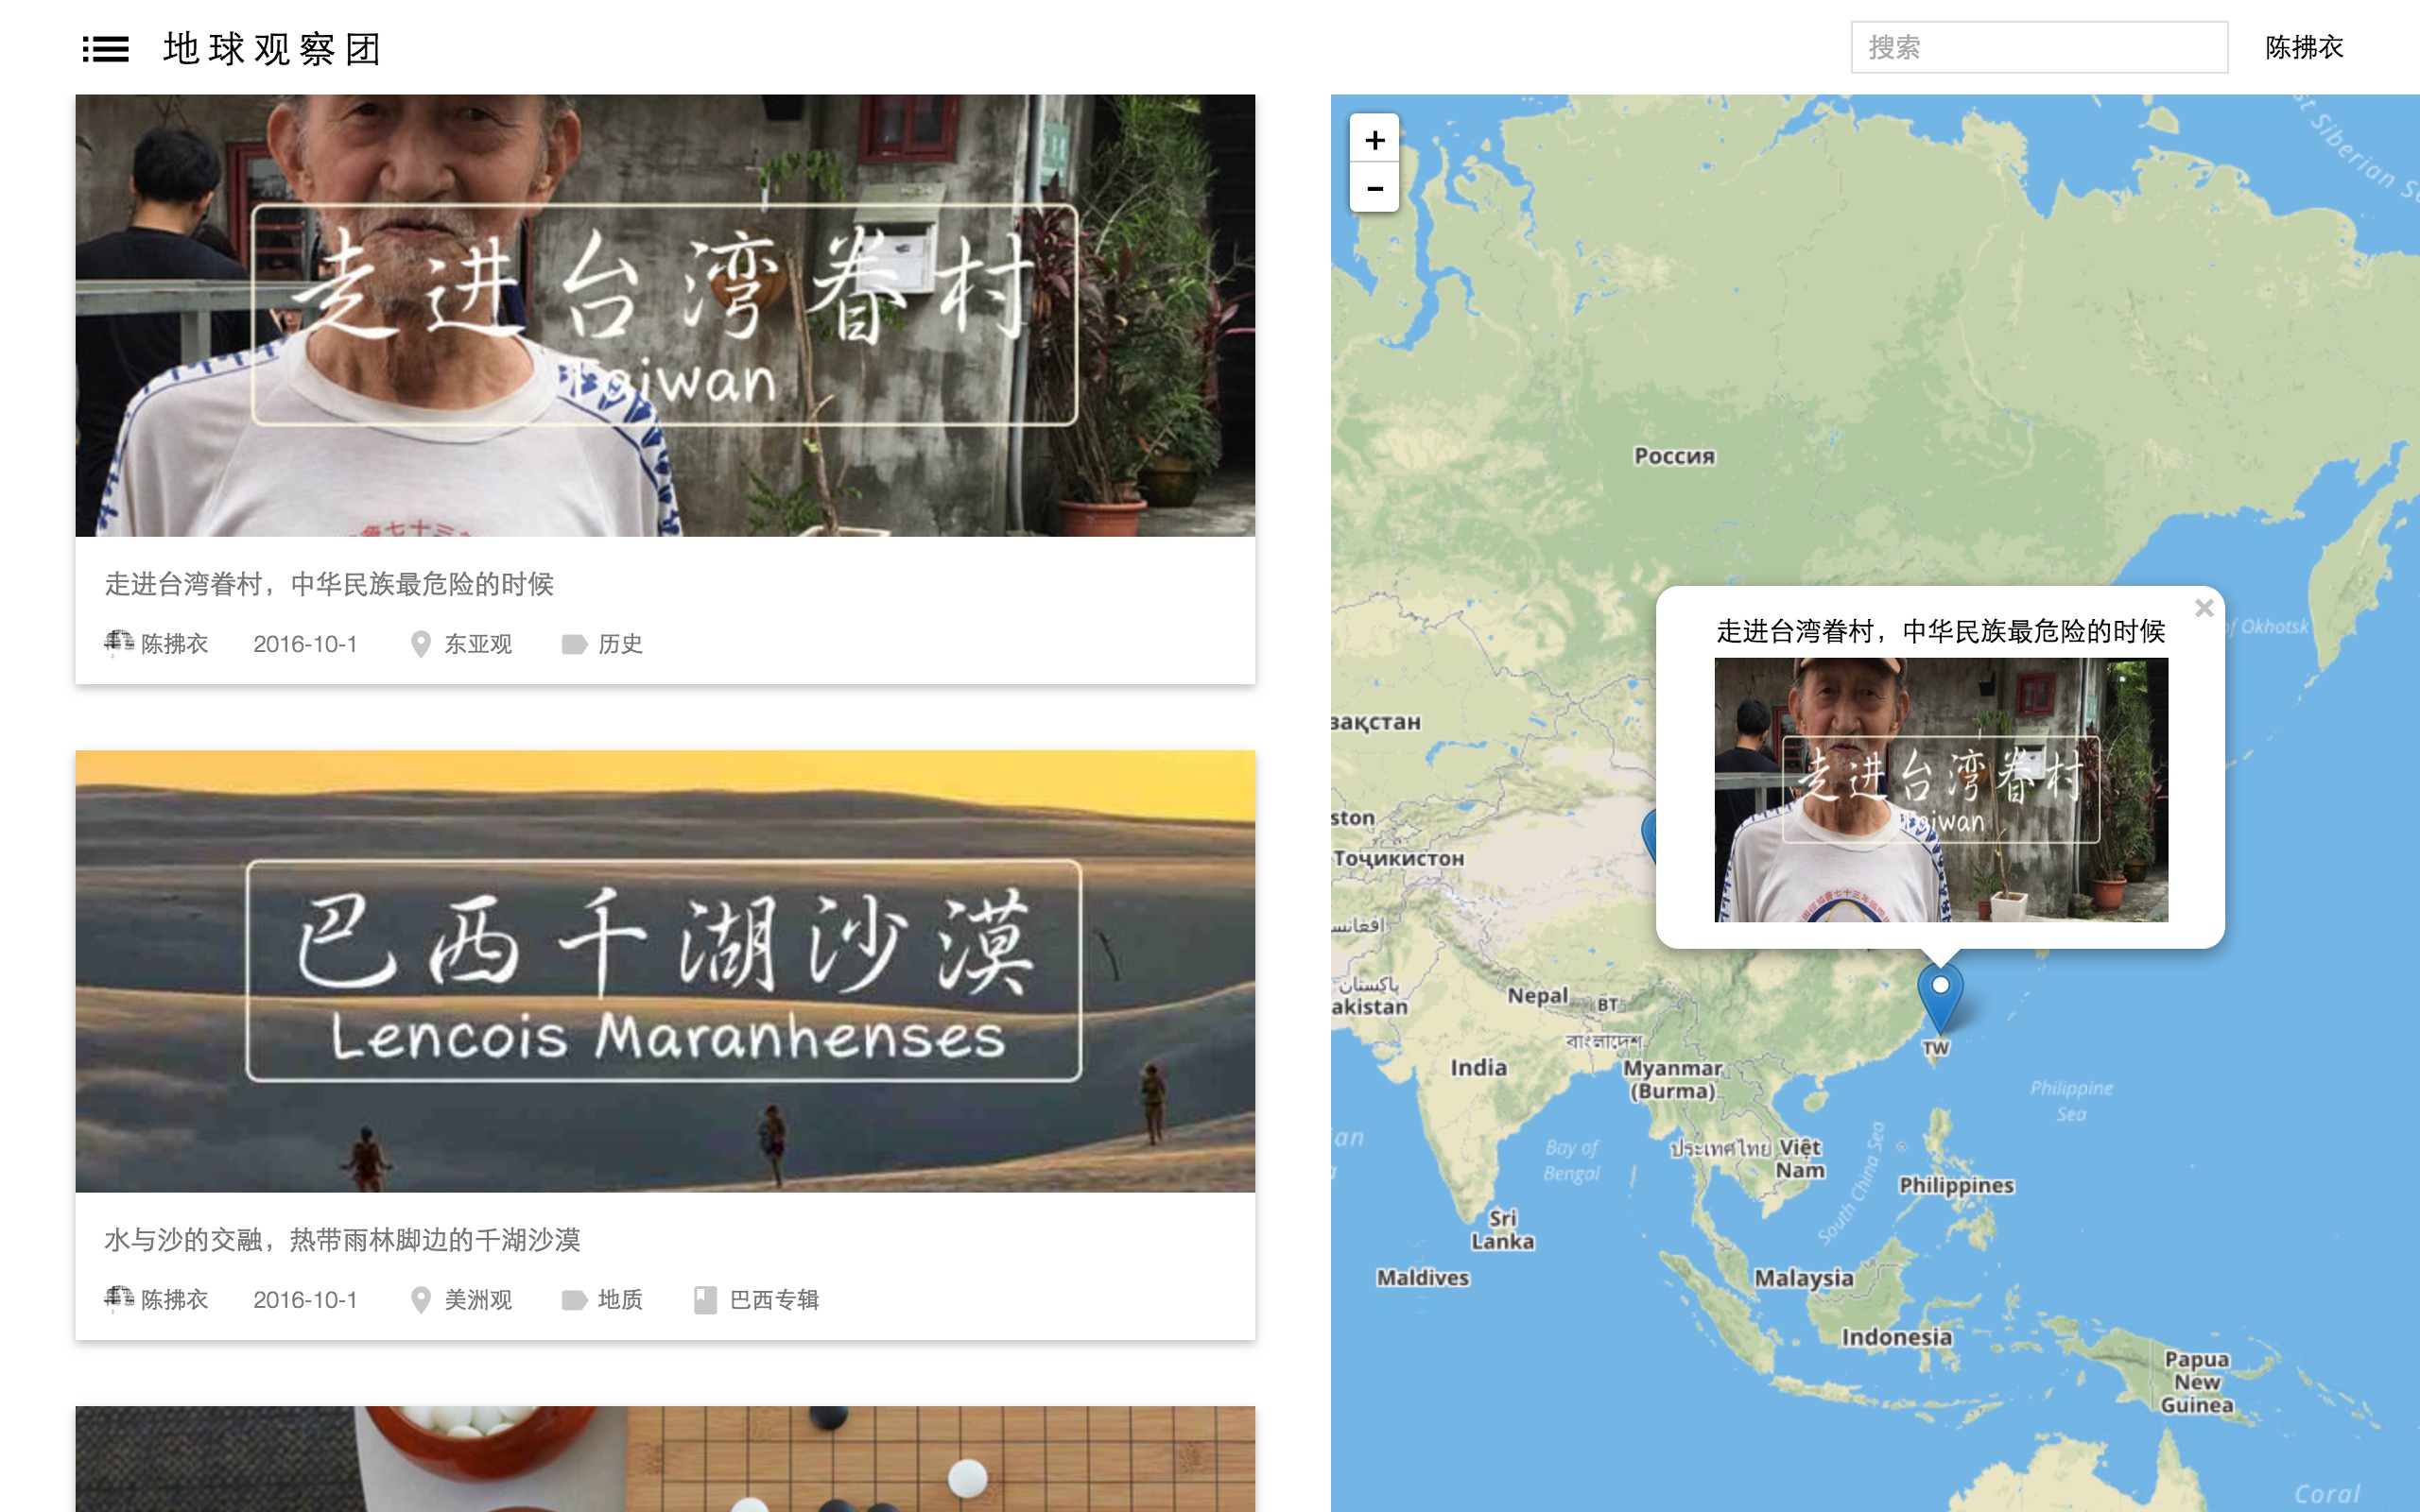 地球观察团
搜索
陈拂衣
走进台湾眷村
Taiwan
走进台湾眷村，中华民族最危险的时候
陈拂衣 2016-10-1 东亚观 历史
巴西千湖沙漠
Lencois Maranhenses
水与沙的交融，热带雨林脚边的千湖沙漠
陈拂衣 2016-10-1 美洲观 地质 巴西专辑
+
-
Россия
走进台湾眷村，中华民族最危险的时候
×
of Okhotsk
走进台湾眷村
Taiwan
зақстан
ston
Тоҷикистон
پاکستان
akistan
Nepal
BT
বাংলাদেশ
India
Myanmar
(Burma)
TW
Philippine
Sea
Bay of
Bengal
ประเทศไทย
Việt
Nam
South China Sea
Philippines
Sri
Lanka
Maldives
Malaysia
Indonesia
Papua
New
Guinea
Coral